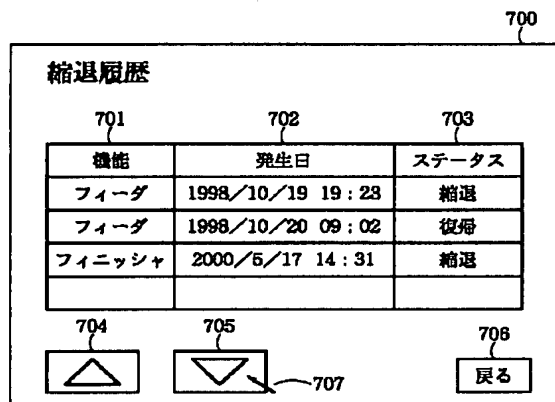 700
縮退履歴
701 702 703
機能 発生日 ステータス
フィーダ 1998/10/19 19:23 縮退
フィーダ 1998/10/20 09:02 復帰
フィニッシャ 2000/5/17 14:31 縮退
704 705 706
707
戻る